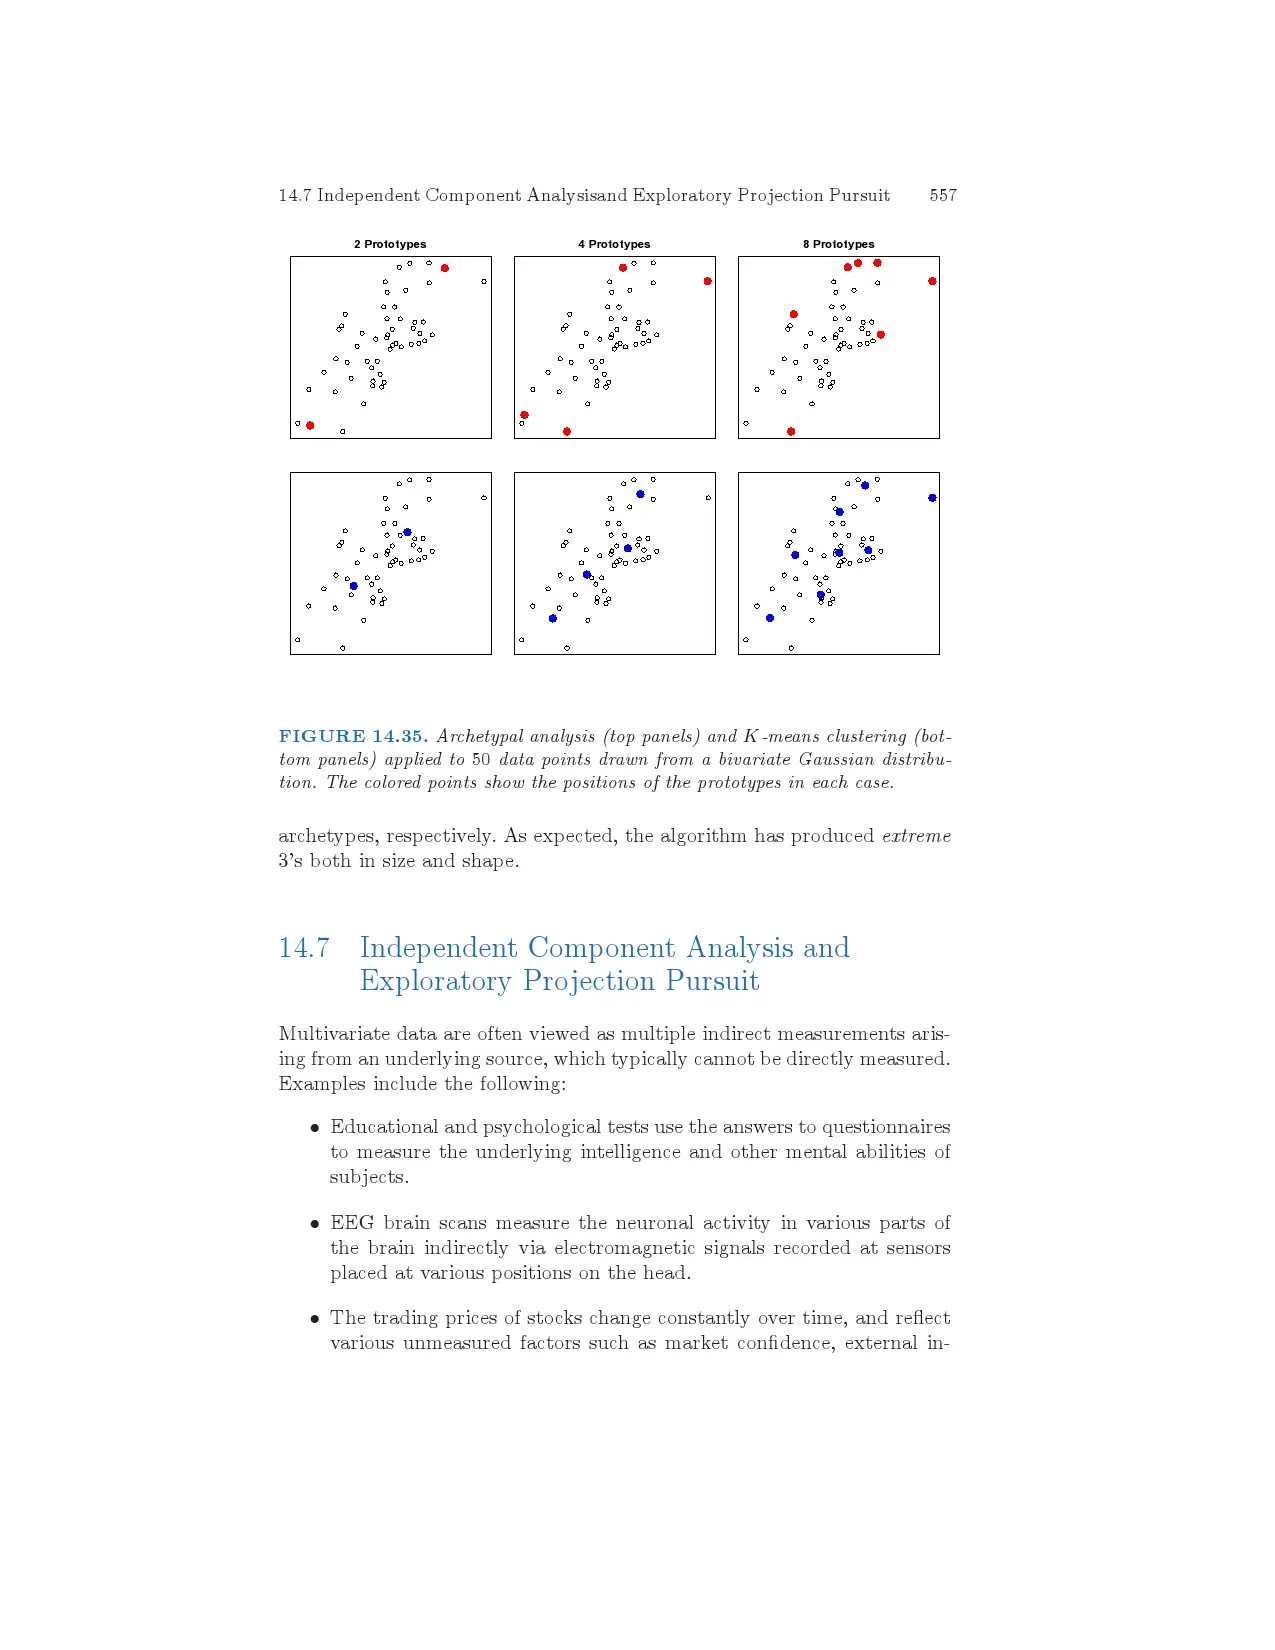 14.7 Independent Component Analysisand Exploratory Projection Pursuit 557
2 Prototypes 4 Prototypes 8 Prototypes
FIGURE 14.35. Archetypal analysis (top panels) and K-means clustering (bot-
tom panels) applied to 50 data points drawn from a bivariate Gaussian distribu-
tion. The colored points show the positions of the prototypes in each case.
archetypes, respectively. As expected, the algorithm has produced extreme
3's both in size and shape.
14.7 Independent Component Analysis and
Exploratory Projection Pursuit
Multivariate data are often viewed as multiple indirect measurements aris-
ing from an underlying source, which typically cannot be directly measured.
Examples include the following:
• Educational and psychological tests use the answers to questionnaires
to measure the underlying intelligence and other mental abilities of
subjects.
• EEG brain scans measure the neuronal activity in various parts of
the brain indirectly via electromagnetic signals recorded at sensors
placed at various positions on the head.
• The trading prices of stocks change constantly over time, and reflect
various unmeasured factors such as market confidence, external in-